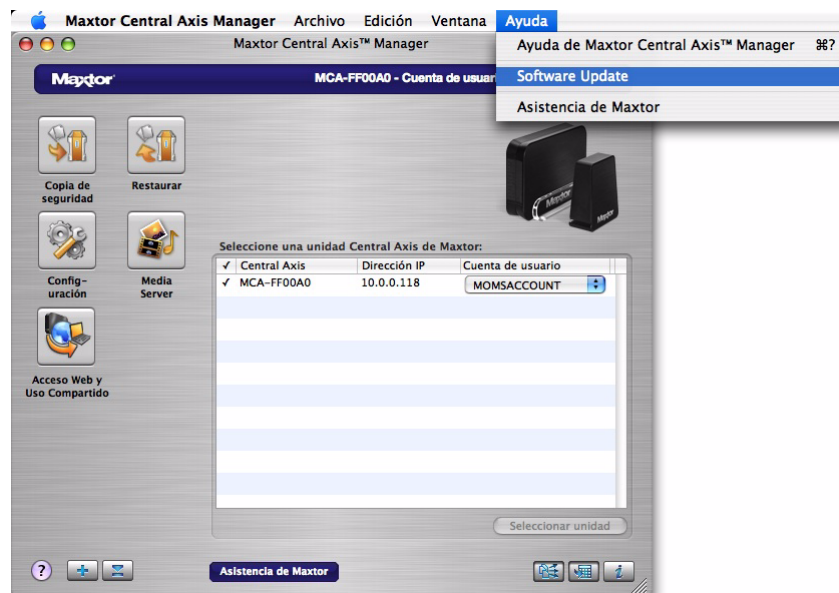 Maxtor Central Axis Manager Archivo Edición Ventana Ayuda
Maxtor Central Axis™ Manager
Ayuda de Maxtor Central Axis™ Manager ⌘?
Software Update
Asistencia de Maxtor
Maxtor
MCA-FF00A0 - Cuenta de usuar
Copia de
seguridad
Restaurar
Maxtor
Maxtor
Config-
uración
Media
Server
Acceso Web y
Uso Compartido
Seleccione una unidad Central Axis de Maxtor:
✓ Central Axis Dirección IP Cuenta de usuario
✓ MCA-FF00A0 10.0.0.118 MOMSACCOUNT
Seleccionar unidad
?
Asistencia de Maxtor
i